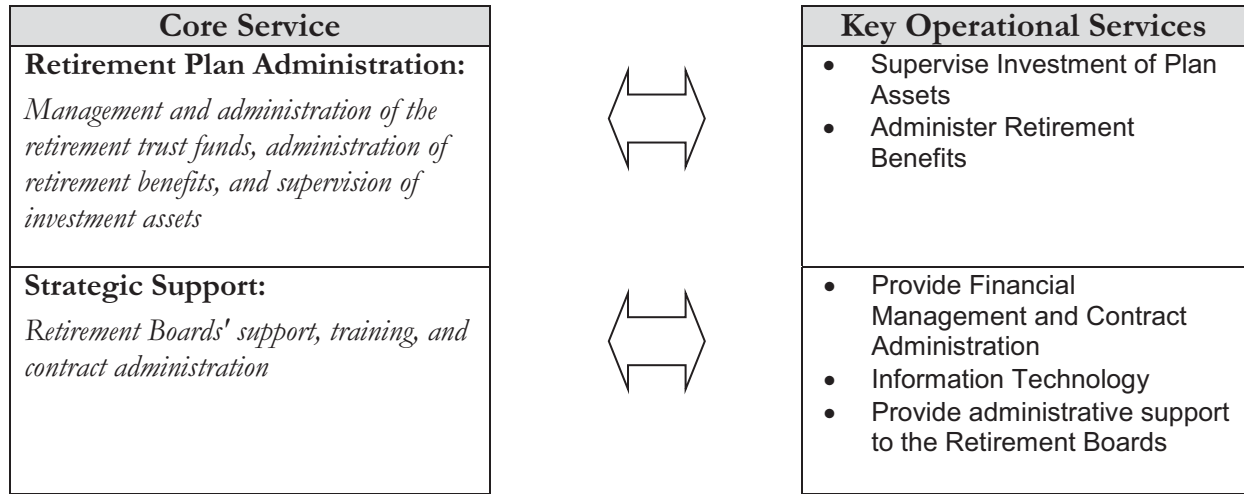 Core Service
Retirement Plan Administration:
Management and administration of the
retirement trust funds, administration of
retirement benefits, and supervision of
investment assets
Key Operational Services
• Supervise Investment of Plan
Assets
• Administer Retirement
Benefits
Strategic Support:
Retirement Boards' support, training, and
contract administration
• Provide Financial
Management and Contract
Administration
• Information Technology
• Provide administrative support
to the Retirement Boards